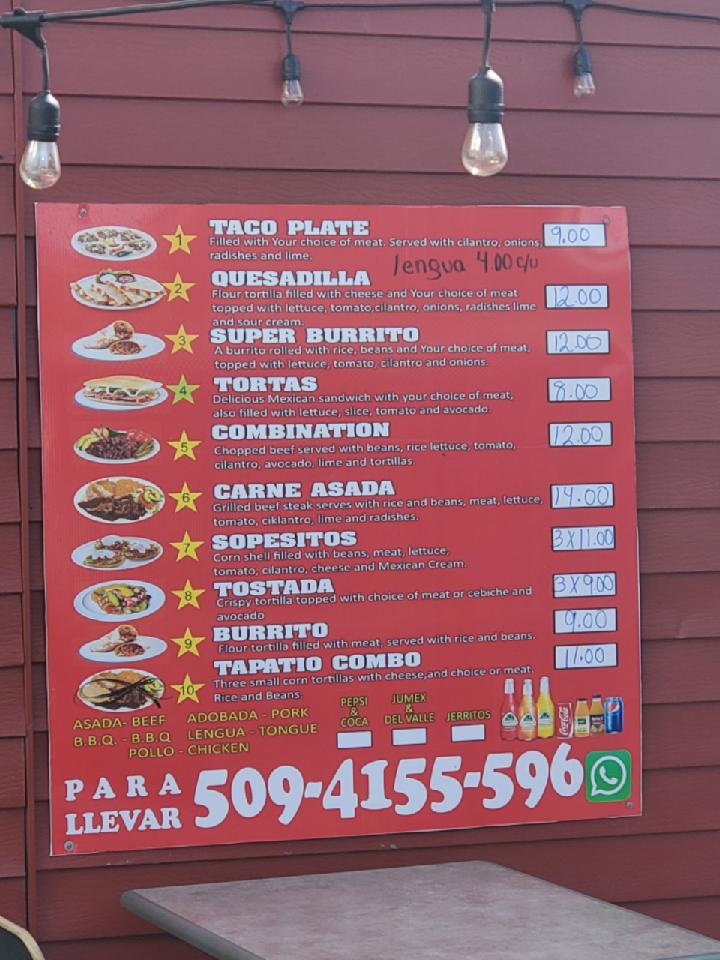 1 TACO PLATE 9.00
Filled with Your choice of meat. Served with cilantro, onions,
radishes and lime.
lengua 4.00 c/u
2 QUESADILLA 12.00
Flour tortilla filled with cheese and Your choice of meat
topped with lettuce, tomato,cilantro, onions, radishes lime
and sour cream.
3 SUPER BURRITO 12.00
A burrito rolled with rice, beans and Your choice of meat,
topped with lettuce, tomato, cilantro and onions.
4 TORTAS 8.00
Delicious Mexican sandwich with your choice of meat,
also filled with lettuce, slice, tomato and avocado.
5 COMBINATION 12.00
Chopped beef served with beans, rice lettuce, tomato,
cilantro, avocado, lime and tortillas.
6 CARNE ASADA 14.00
Grilled beef steak serves with rice and beans, meat, lettuce,
tomato, ciklantro, lime and radishes.
7 SOPESITOS 3X11.00
Corn shell filled with beans, meat, lettuce,
tomato, cilantro, cheese and Mexican Cream.
8 TOSTADA 3X9.00
Crispy tortilla topped with choice of meat or cebiche and
avocado
9 BURRITO 9.00
Flour tortilla filled with meat, served with rice and beans.
10 TAPATIO COMBO 11.00
Three small corn tortillas with cheese,and choice or meat,
Rice and Beans.
ASADA- BEEF ADOBADA - PORK
B.B.Q. - B.B.Q LENGUA - TONGUE
POLLO - CHICKEN
PEPSI
&
COCA
JUMEX
&
DEL VALLE
JERRITOS
Coca-Cola
pepsi
PARA
LLEVAR
509-4155-596